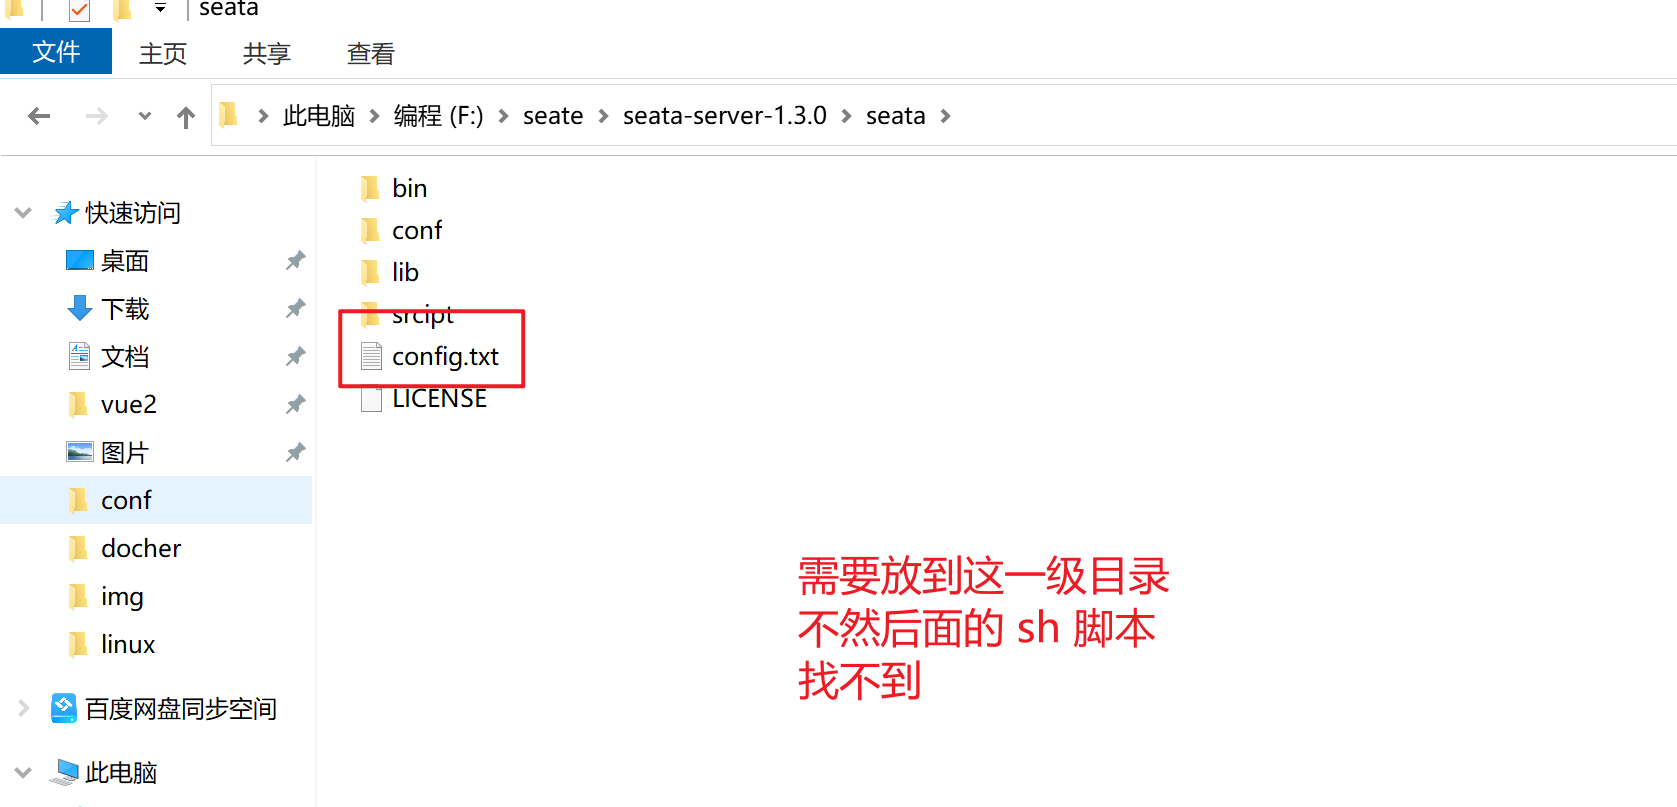 seata
文件 主页 共享 查看
此电脑 编程 (F:) seate seata-server-1.3.0 seata
快速访问
桌面
下载
文档
vue2
图片
conf
docher
img
linux
百度网盘同步空间
此电脑
bin
conf
lib
srcipt
config.txt
LICENSE
需要放到这一级目录
不然后面的 sh 脚本
找不到